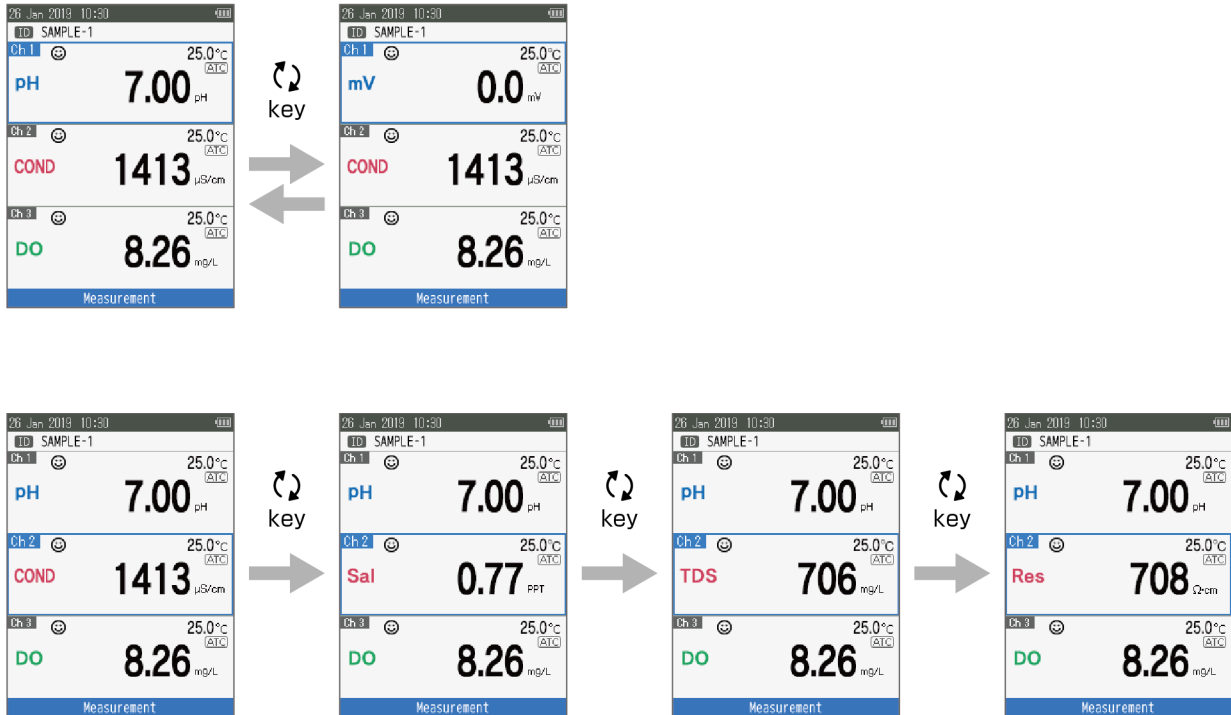 26 Jan 2019 10:30
ID SAMPLE-1
Ch 1 25.0°C
ATC
pH 7.00 pH
Ch 2 25.0°C
ATC
COND 1413 µS/cm
Ch 3 25.0°C
ATC
DO 8.26 mg/L
Measurement
key
26 Jan 2019 10:30
ID SAMPLE-1
Ch 1 25.0°C
ATC
mV 0.0 mV
Ch 2 25.0°C
ATC
COND 1413 µS/cm
Ch 3 25.0°C
ATC
DO 8.26 mg/L
Measurement
26 Jan 2019 10:30
ID SAMPLE-1
Ch 1 25.0°C
ATC
pH 7.00 pH
Ch 2 25.0°C
ATC
COND 1413 µS/cm
Ch 3 25.0°C
ATC
DO 8.26 mg/L
Measurement
key
26 Jan 2019 10:30
ID SAMPLE-1
Ch 1 25.0°C
ATC
pH 7.00 pH
Ch 2 25.0°C
ATC
Sal 0.77 PPT
Ch 3 25.0°C
ATC
DO 8.26 mg/L
Measurement
key
26 Jan 2019 10:30
ID SAMPLE-1
Ch 1 25.0°C
ATC
pH 7.00 pH
Ch 2 25.0°C
ATC
TDS 706 mg/L
Ch 3 25.0°C
ATC
DO 8.26 mg/L
Measurement
key
26 Jan 2019 10:30
ID SAMPLE-1
Ch 1 25.0°C
ATC
pH 7.00 pH
Ch 2 25.0°C
ATC
Res 708 Ω·cm
Ch 3 25.0°C
ATC
DO 8.26 mg/L
Measurement